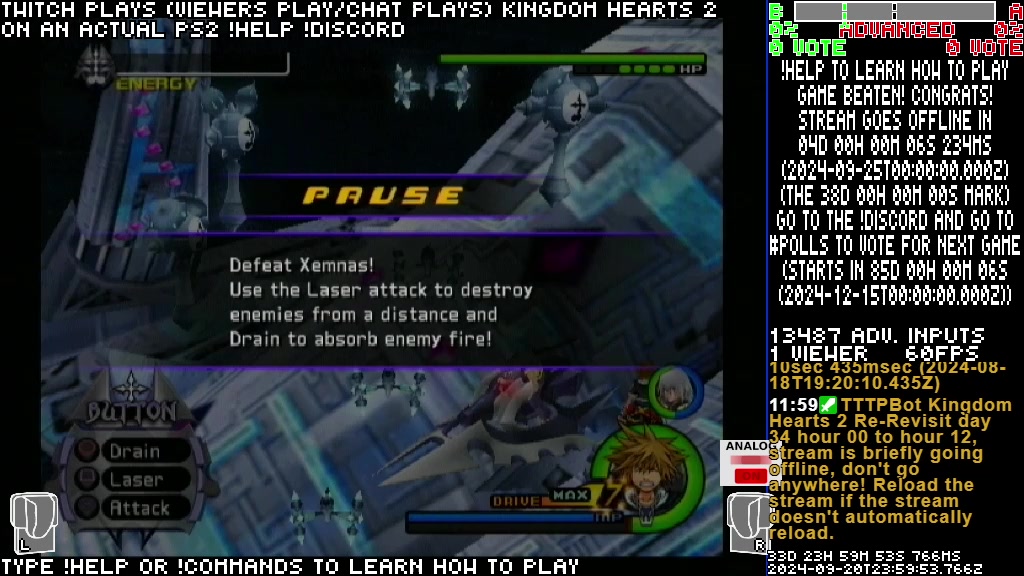 TWITCH PLAYS (VIEWERS PLAY/CHAT PLAYS) KINGDOM HEARTS 2
ON AN ACTUAL PS2 !HELP !DISCORD
ENERGY
HP
PAUSE
Defeat Xemnas!
Use the Laser attack to destroy
enemies from a distance and
Drain to absorb enemy fire!
BUTTON
Drain
Laser
Attack
DRIVE MAX 7
MP
L
R
ANALOG
TYPE !HELP OR !COMMANDS TO LEARN HOW TO PLAY
B A
0% ADVANCED 0%
0 VOTE 0 VOTE
!HELP TO LEARN HOW TO PLAY
GAME BEATEN! CONGRATS!
STREAM GOES OFFLINE IN
04D 00H 00M 06S 234MS
(2024-09-25T00:00:00.000Z)
(THE 38D 00H 00M 00S MARK)
GO TO THE !DISCORD AND GO TO
#POLLS TO VOTE FOR NEXT GAME
(STARTS IN 85D 00H 00M 06S
(2024-12-15T00:00:00.000Z))
13487 ADV. INPUTS
1 VIEWER 60FPS
10sec 435msec (2024-08-
18T19:20:10.435Z)
11:59 TTTPBot Kingdom
Hearts 2 Re-Revisit day
34 hour 00 to hour 12,
stream is briefly going
offline, don't go
anywhere! Reload the
stream if the stream
doesn't automatically
reload.
33D 23H 59M 53S 766MS
2024-09-20T23:59:53.766Z